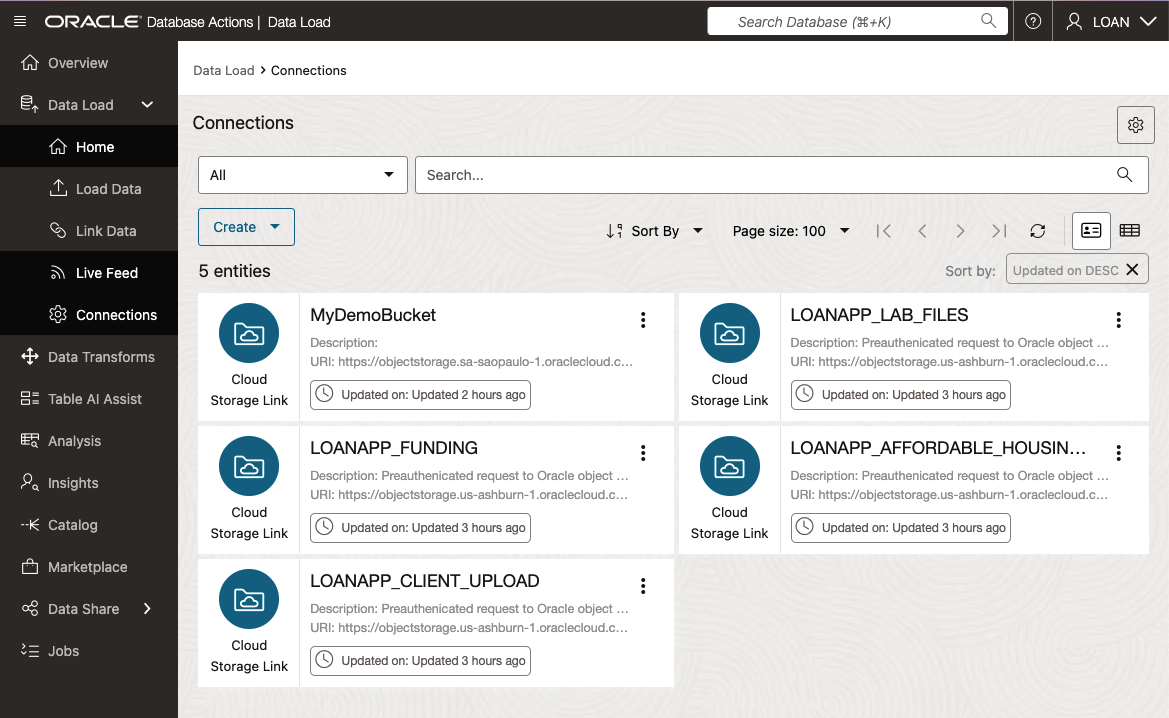 ORACLE Database Actions | Data Load
Search Database (⌘+K)
LOAN
Overview
Data Load
Home
Load Data
Link Data
Live Feed
Connections
Data Transforms
Table AI Assist
Analysis
Insights
Catalog
Marketplace
Data Share
Jobs
Data Load > Connections
Connections
All
Search...
Create
Sort By
Page size: 100
5 entities
Sort by:
Updated on DESC
Cloud
Storage Link
MyDemoBucket
Description:
URI: https://objectstorage.sa-saopaulo-1.oraclecloud.c...
Updated on: Updated 2 hours ago
Cloud
Storage Link
LOANAPP_LAB_FILES
Description: Preauthenicated request to Oracle object ...
URI: https://objectstorage.us-ashburn-1.oraclecloud.c...
Updated on: Updated 3 hours ago
Cloud
Storage Link
LOANAPP_FUNDING
Description: Preauthenicated request to Oracle object ...
URI: https://objectstorage.us-ashburn-1.oraclecloud.c...
Updated on: Updated 3 hours ago
Cloud
Storage Link
LOANAPP_AFFORDABLE_HOUSIN...
Description: Preauthenicated request to Oracle object ...
URI: https://objectstorage.us-ashburn-1.oraclecloud.c...
Updated on: Updated 3 hours ago
Cloud
Storage Link
LOANAPP_CLIENT_UPLOAD
Description: Preauthenicated request to Oracle object ...
URI: https://objectstorage.us-ashburn-1.oraclecloud.c...
Updated on: Updated 3 hours ago